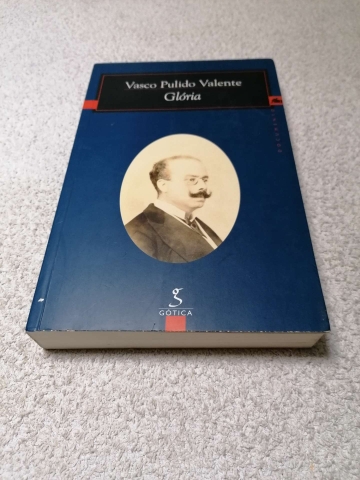 Vasco Pulido Valente
Glória
g
GÓTICA